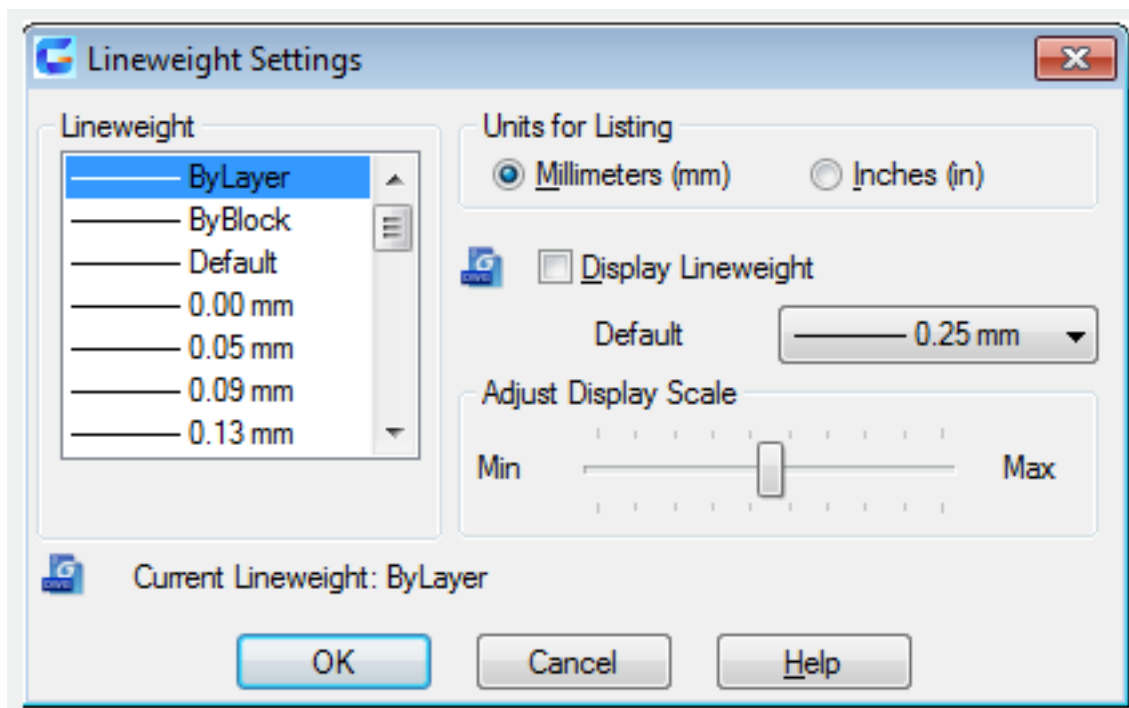 Lineweight Settings
Lineweight
ByLayer
ByBlock
Default
0.00 mm
0.05 mm
0.09 mm
0.13 mm
Units for Listing
Millimeters (mm)
Inches (in)
Display Lineweight
Default
0.25 mm
Adjust Display Scale
Min
Max
Current Lineweight: ByLayer
OK
Cancel
Help